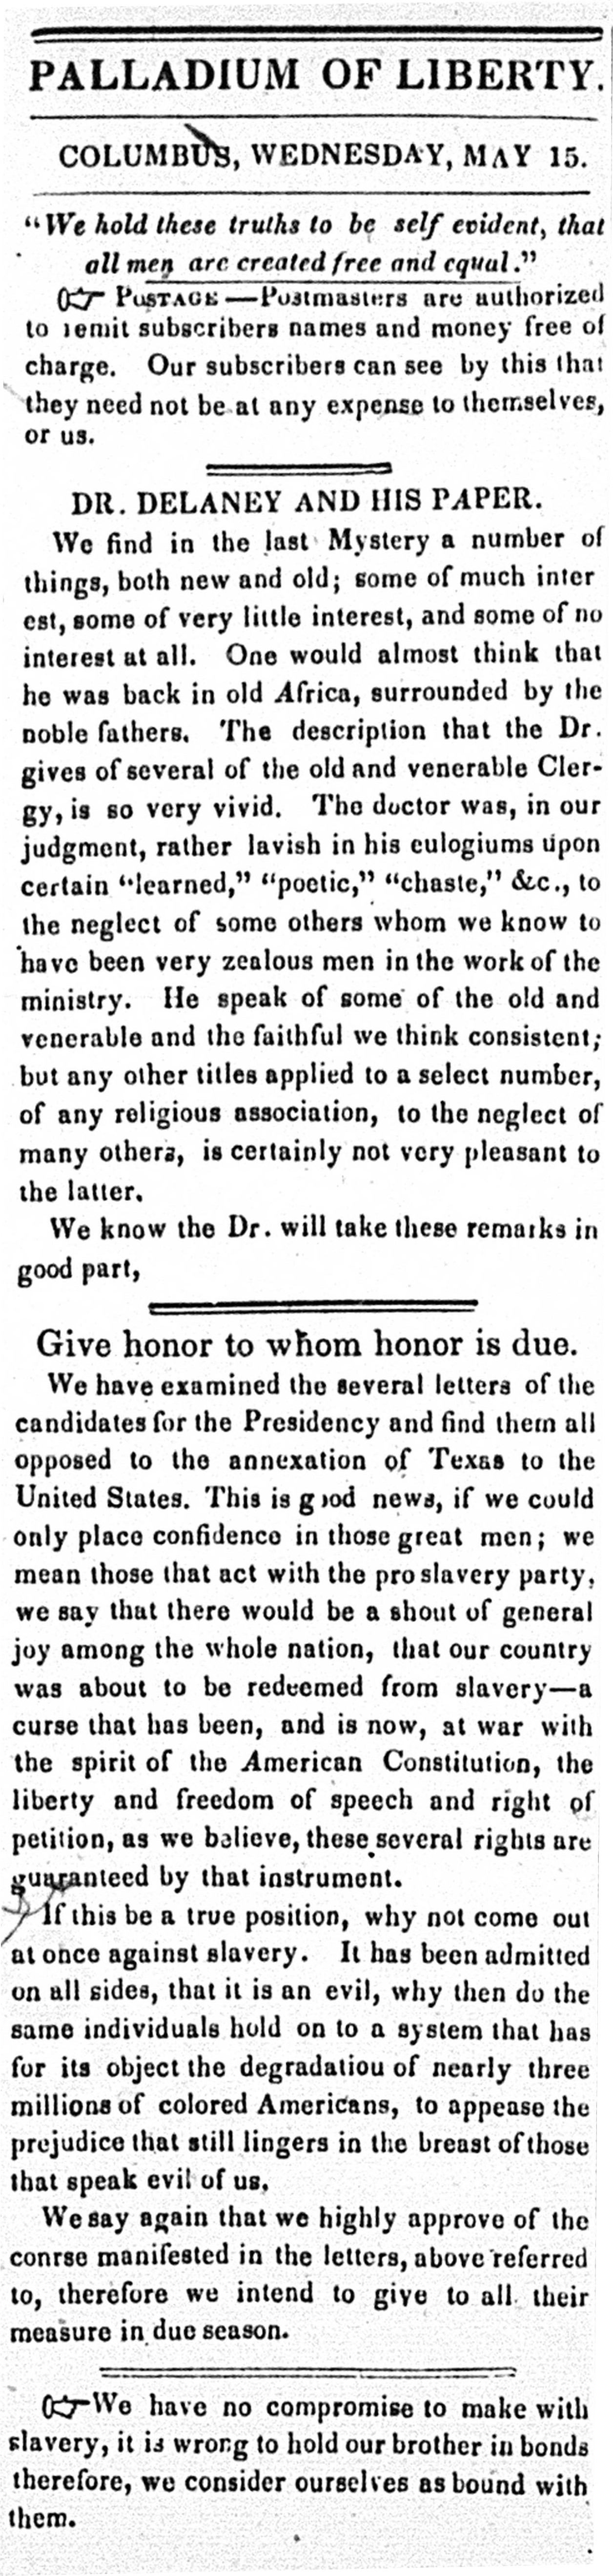 PALLADIUM OF LIBERTY.
COLUMBUS, WEDNESDAY, MAY 15.
"We hold these truths to be self evident, that
all men are created free and equal."
POSTAGE—Postmasters are authorized
to remit subscribers names and money free of
charge. Our subscribers can see by this that
they need not be at any expense to themselves,
or us.
DR. DELANEY AND HIS PAPER.
We find in the last Mystery a number of
things, both new and old; some of much inter
est, some of very little interest, and some of no
interest at all. One would almost think that
he was back in old Africa, surrounded by the
noble fathers. The description that the Dr.
gives of several of the old and venerable Cler-
gy, is so very vivid. The doctor was, in our
judgment, rather lavish in his eulogiums upon
certain "learned," "poetic," "chaste," &c., to
the neglect of some others whom we know to
have been very zealous men in the work of the
ministry. He speak of some of the old and
venerable and the faithful we think consistent;
but any other titles applied to a select number,
of any religious association, to the neglect of
many others, is certainly not very pleasant to
the latter.
We know the Dr. will take these remarks in
good part,
Give honor to whom honor is due.
We have examined the several letters of the
candidates for the Presidency and find them all
opposed to the annexation of Texas to the
United States. This is good news, if we could
only place confidence in those great men; we
mean those that act with the pro slavery party,
we say that there would be a shout of general
joy among the whole nation, that our country
was about to be redeemed from slavery—a
curse that has been, and is now, at war with
the spirit of the American Constitution, the
liberty and freedom of speech and right of
petition, as we believe, these several rights are
guaranteed by that instrument.
If this be a true position, why not come out
at once against slavery. It has been admitted
on all sides, that it is an evil, why then do the
same individuals hold on to a system that has
for its object the degradatiou of nearly three
millions of colored Americans, to appease the
prejudice that still lingers in the breast of those
that speak evil of us,
We say again that we highly approve of the
conrse manifested in the letters, above referred
to, therefore we intend to give to all their
measure in due season.
We have no compromise to make with
slavery, it is wrong to hold our brother in bonds
therefore, we consider ourselves as bound with
them.